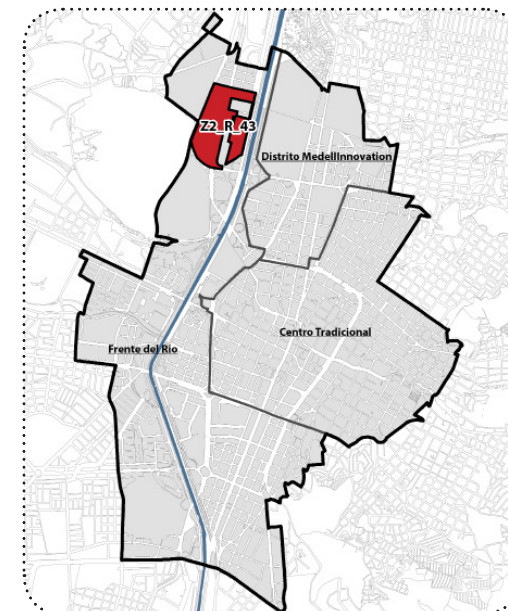 Z2_R_43
Distrito MedellInnovation
Centro Tradicional
Frente del Rio